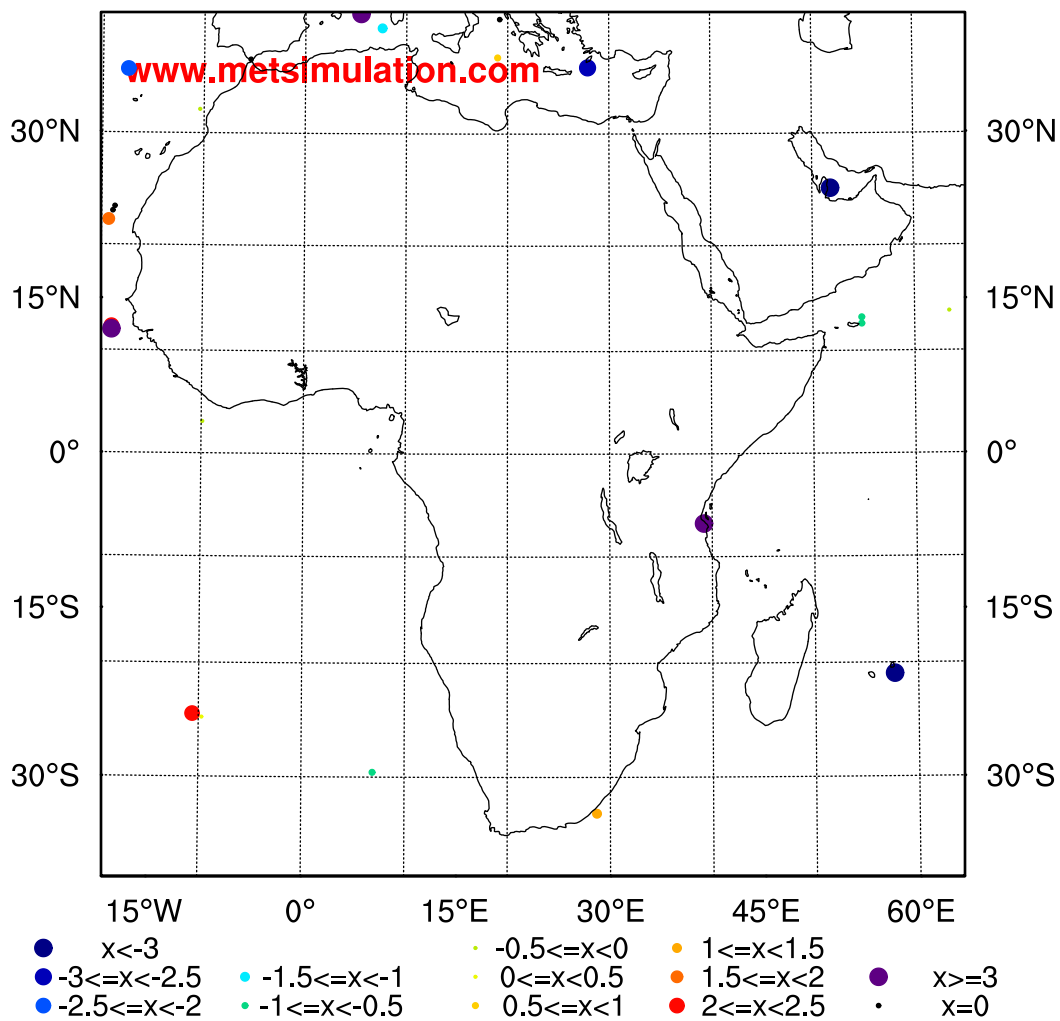 www.metsimulation.com
30°N 30°N
15°N 15°N
0° 0°
15°S 15°S
30°S 30°S
15°W 0° 15°E 30°E 45°E 60°E
x<-3 -0.5<=x<0 1<=x<1.5
-3<=x<-2.5 -1.5<=x<-1 0<=x<0.5 1.5<=x<2 x>=3
-2.5<=x<-2 -1<=x<-0.5 0.5<=x<1 2<=x<2.5 x=0